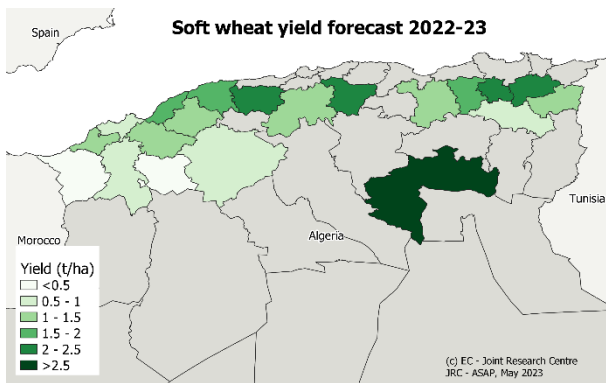 Soft wheat yield forecast 2022-23
Spain
Tunisia
Morocco
Algeria
Yield (t/ha)
<0.5
0.5 - 1
1 - 1.5
1.5 - 2
2 - 2.5
>2.5
(c) EC - Joint Research Centre
JRC - ASAP, May 2023